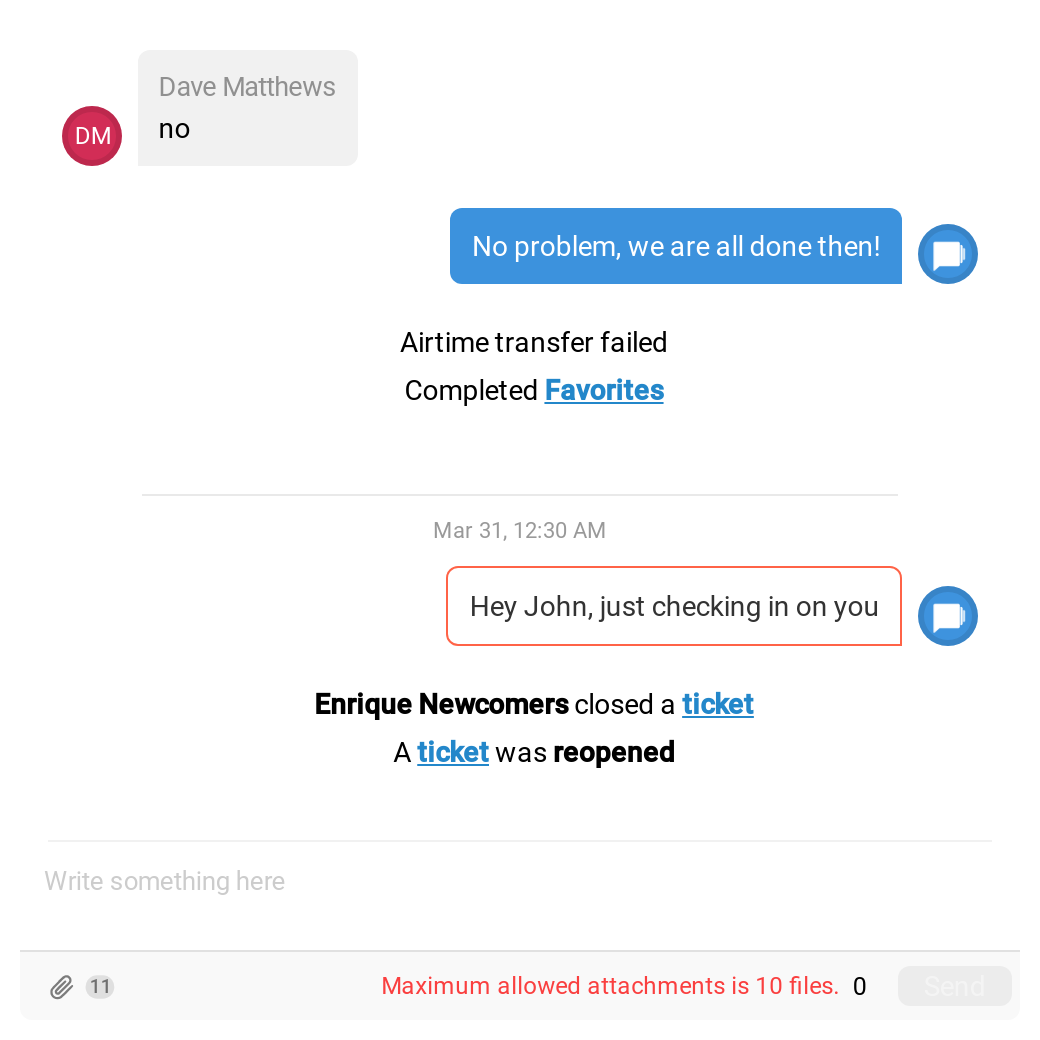 Dave Matthews
DM
no
No problem, we are all done then!
Airtime transfer failed
Completed Favorites
Mar 31, 12:30 AM
Hey John, just checking in on you
Enrique Newcomers closed a ticket
A ticket was reopened
Write something here
11 Maximum allowed attachments is 10 files. 0 Send